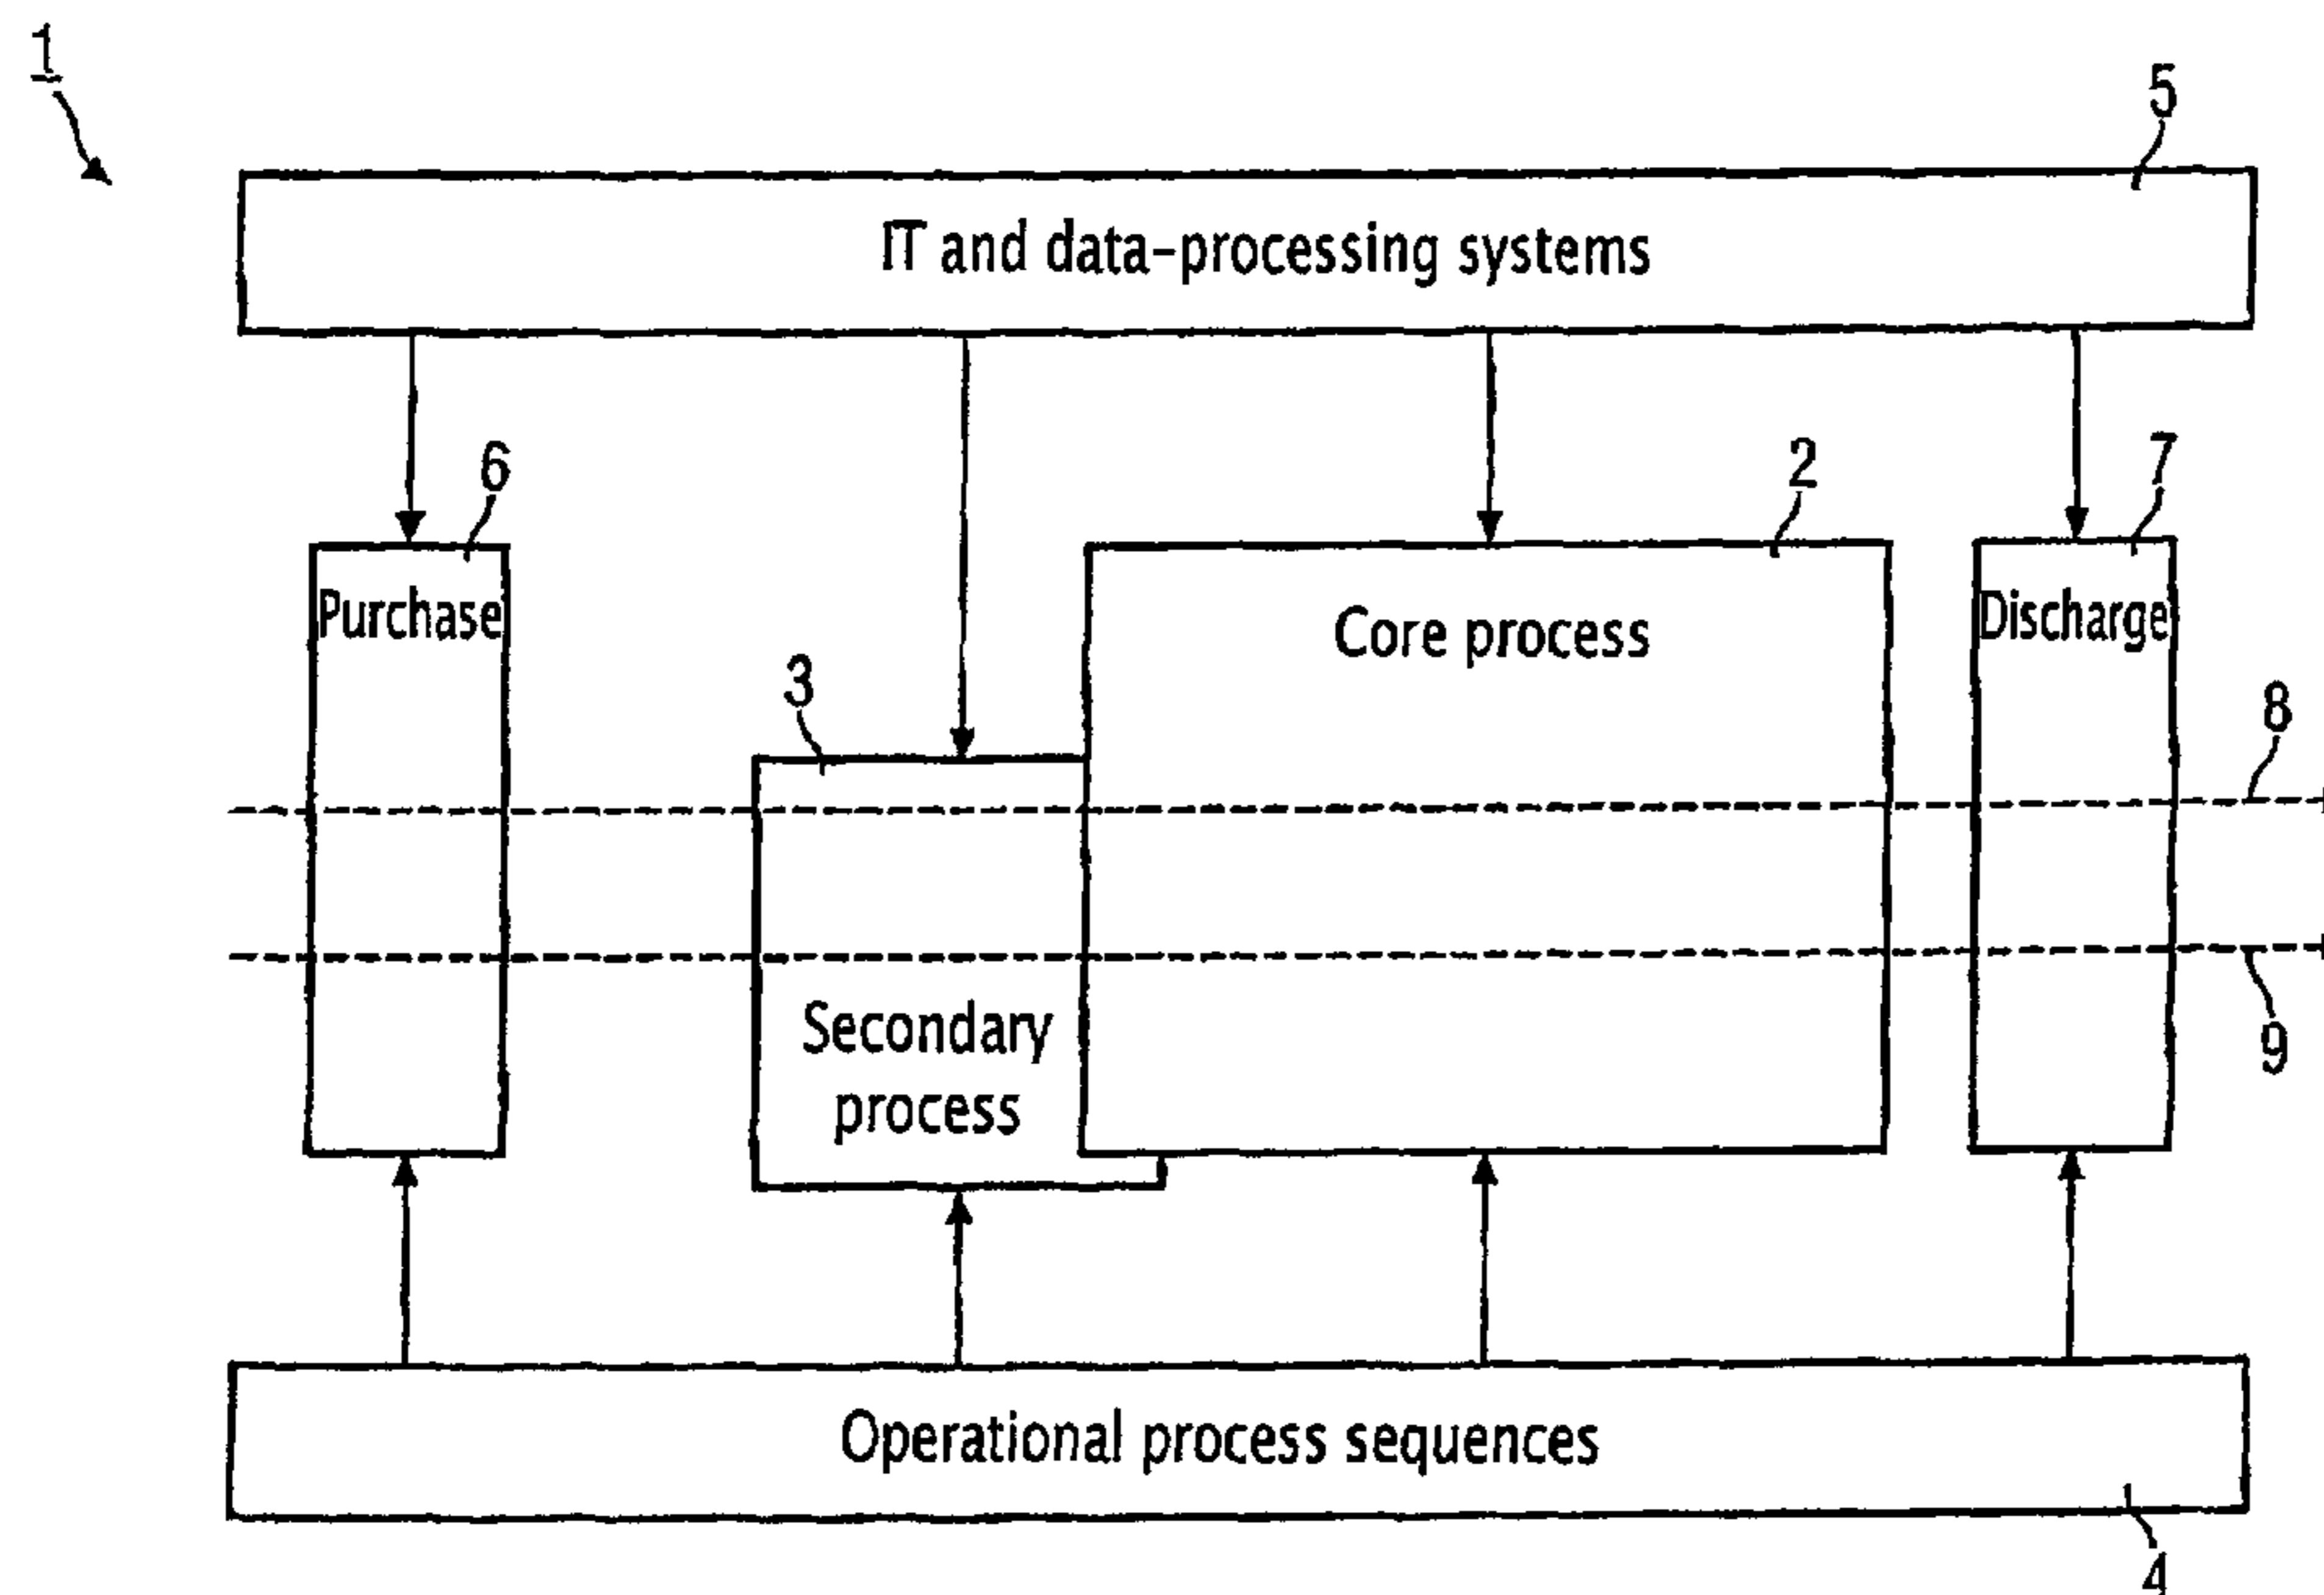 1
5
IT and data-processing systems
6
2
7
Purchase
Core process
Discharge
3
8
Secondary
process
9
Operational process sequences
4